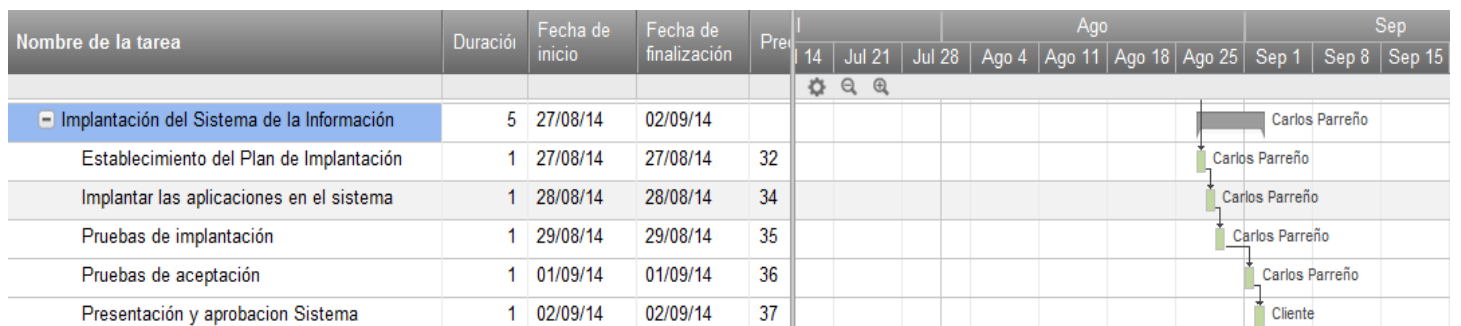 Nombre de la tarea Duración Fecha de inicio Fecha de finalización Pre Ago Sep
14 Jul 21 Jul 28 Ago 4 Ago 11 Ago 18 Ago 25 Sep 1 Sep 8 Sep 15
Implantación del Sistema de la Información 5 27/08/14 02/09/14 Carlos Parreño
Establecimiento del Plan de Implantación 1 27/08/14 27/08/14 32 Carlos Parreño
Implantar las aplicaciones en el sistema 1 28/08/14 28/08/14 34 Carlos Parreño
Pruebas de implantación 1 29/08/14 29/08/14 35 Carlos Parreño
Pruebas de aceptación 1 01/09/14 01/09/14 36 Carlos Parreño
Presentación y aprobacion Sistema 1 02/09/14 02/09/14 37 Cliente